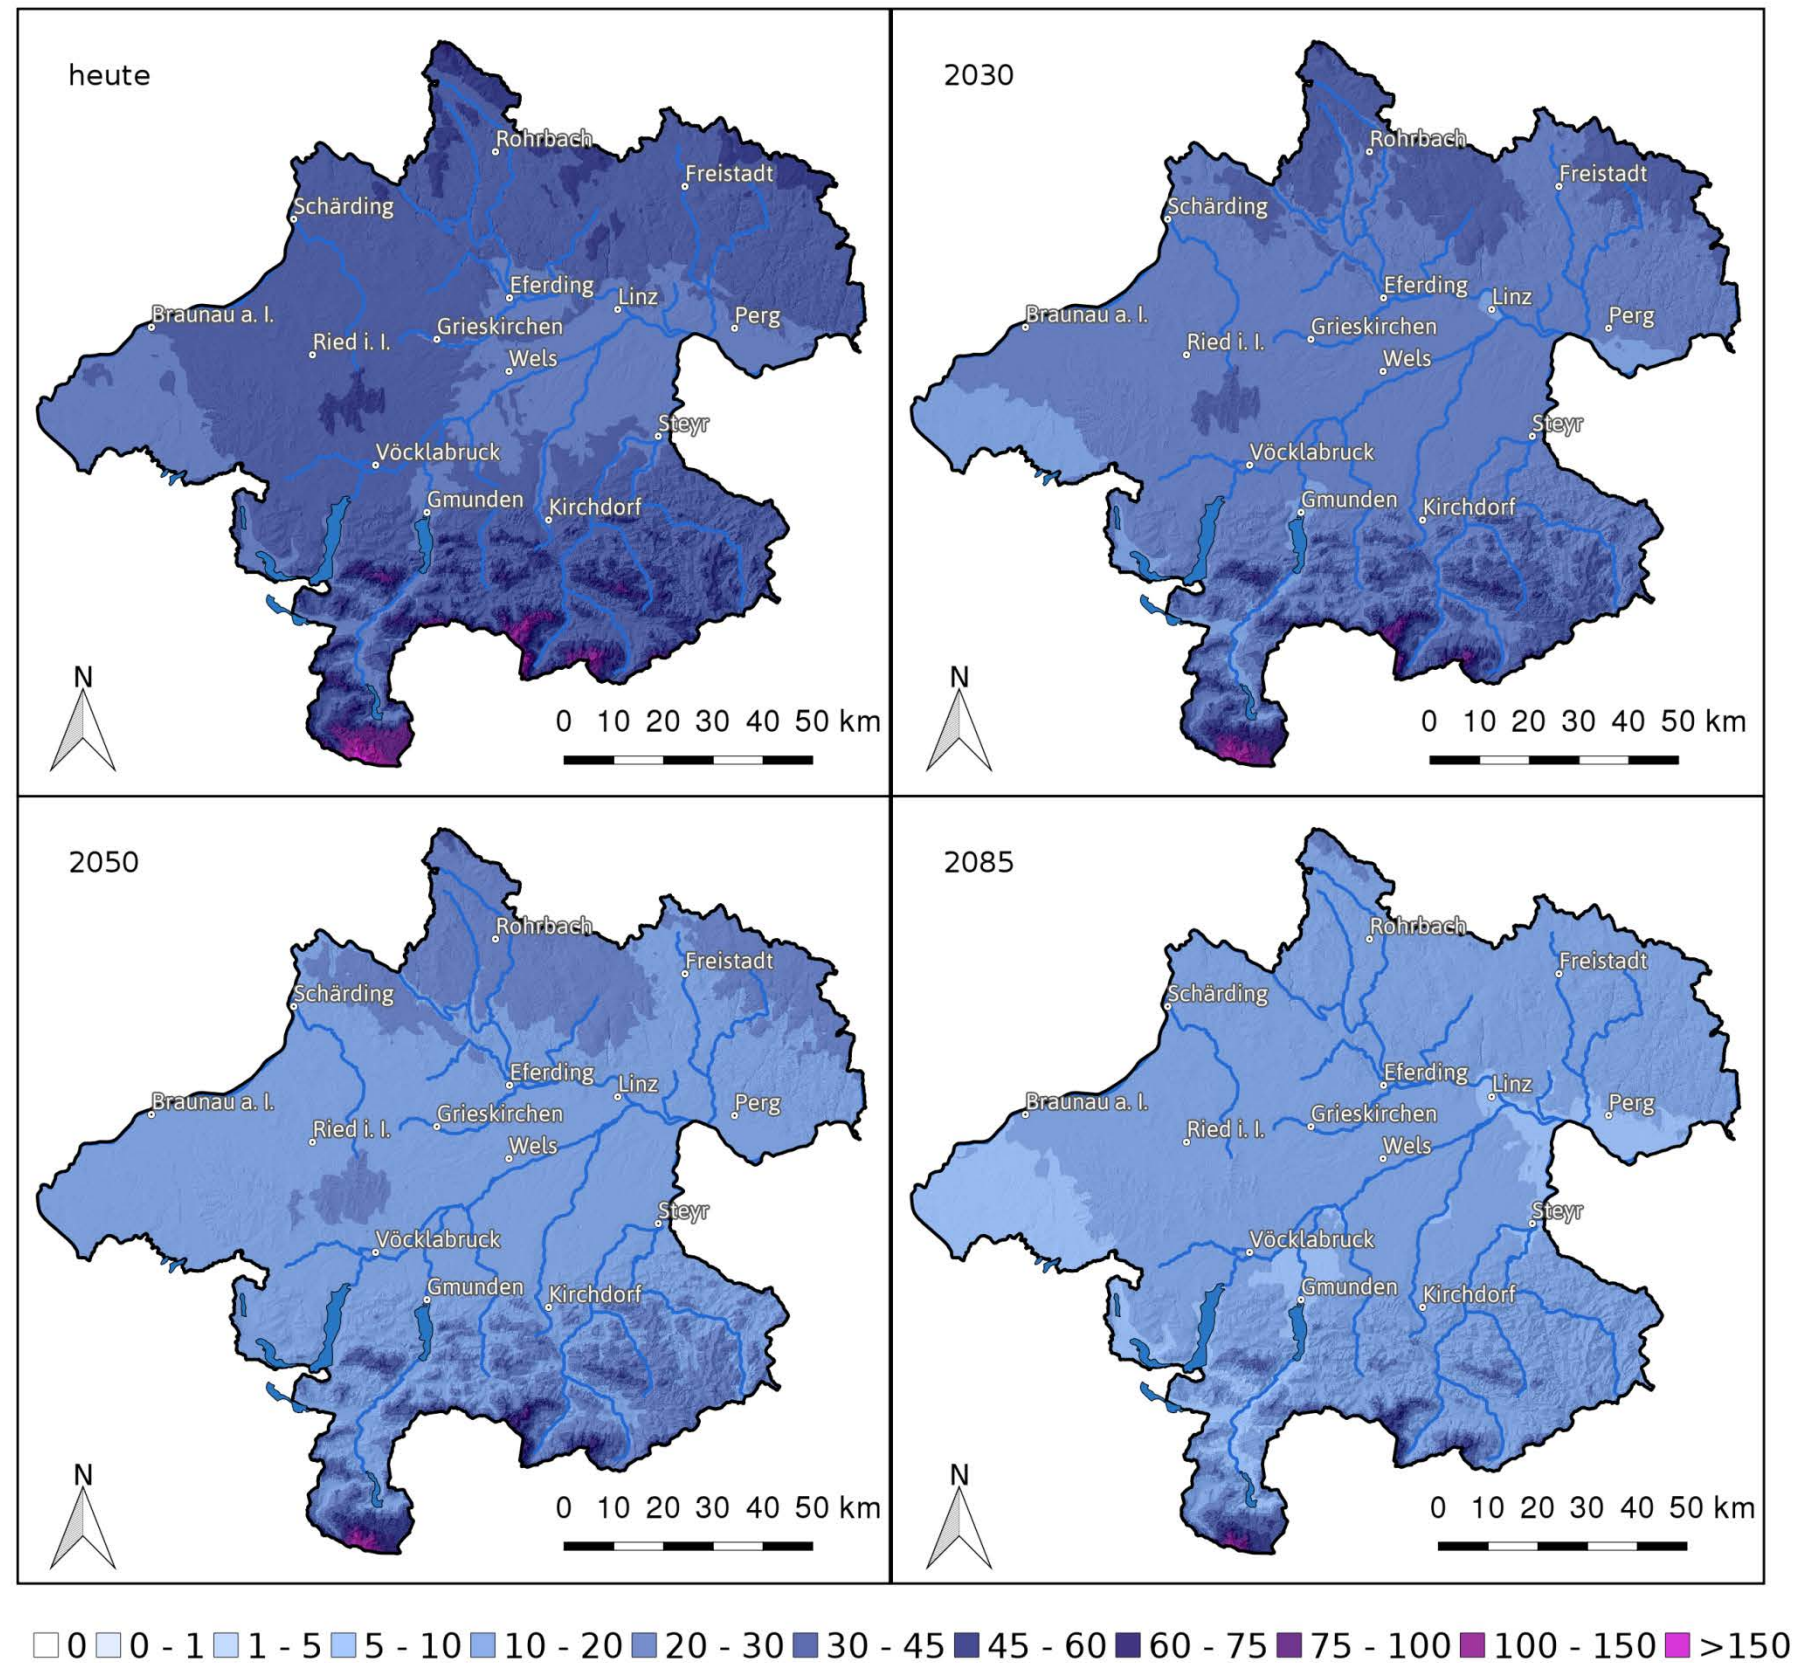 heute
Rohrbach
Freistadt
Schärding
Eferding
Linz
Braunau a. I.
Perg
Grieskirchen
Ried i. I.
Wels
Steyr
Vöcklabruck
Gmunden
Kirchdorf
N
0 10 20 30 40 50 km
2030
Rohrbach
Freistadt
Schärding
Eferding
Linz
Braunau a. I.
Perg
Grieskirchen
Ried i. I.
Wels
Steyr
Vöcklabruck
Gmunden
Kirchdorf
N
0 10 20 30 40 50 km
2050
Rohrbach
Freistadt
Schärding
Eferding
Linz
Braunau a. I.
Perg
Grieskirchen
Ried i. I.
Wels
Steyr
Vöcklabruck
Gmunden
Kirchdorf
N
0 10 20 30 40 50 km
2085
Rohrbach
Freistadt
Schärding
Eferding
Linz
Braunau a. I.
Perg
Grieskirchen
Ried i. I.
Wels
Steyr
Vöcklabruck
Gmunden
Kirchdorf
N
0 10 20 30 40 50 km
0 0 - 1 1 - 5 5 - 10 10 - 20 20 - 30 30 - 45 45 - 60 60 - 75 75 - 100 100 - 150 >150